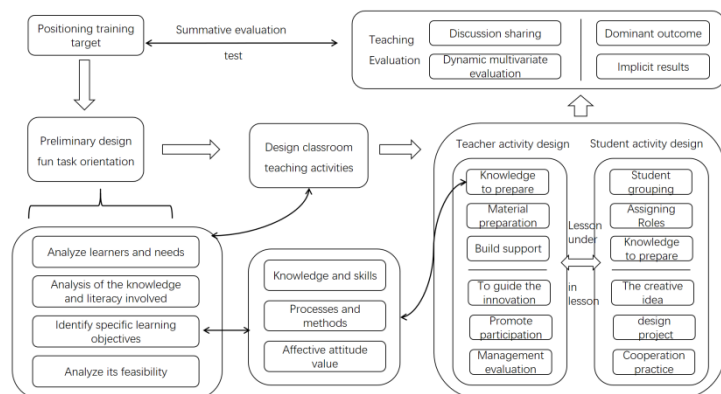 Positioning training
target
Summative evaluation
test
Teaching
Evaluation
Discussion sharing
Dynamic multivariate
evaluation
Dominant outcome
Implicit results
Preliminary design
fun task orientation
Design classroom
teaching activities
Teacher activity design
Student activity design
Knowledge
to prepare
Material
preparation
Build support
To guide the
innovation
Promote
participation
Management
evaluation
Lesson
under
in
lesson
Student
grouping
Assigning
Roles
Knowledge
to prepare
The creative
idea
design
project
Cooperation
practice
Analyze learners and needs
Analysis of the knowledge
and literacy involved
Identify specific learning
objectives
Analyze its feasibility
Knowledge and skills
Processes and
methods
Affective attitude
value